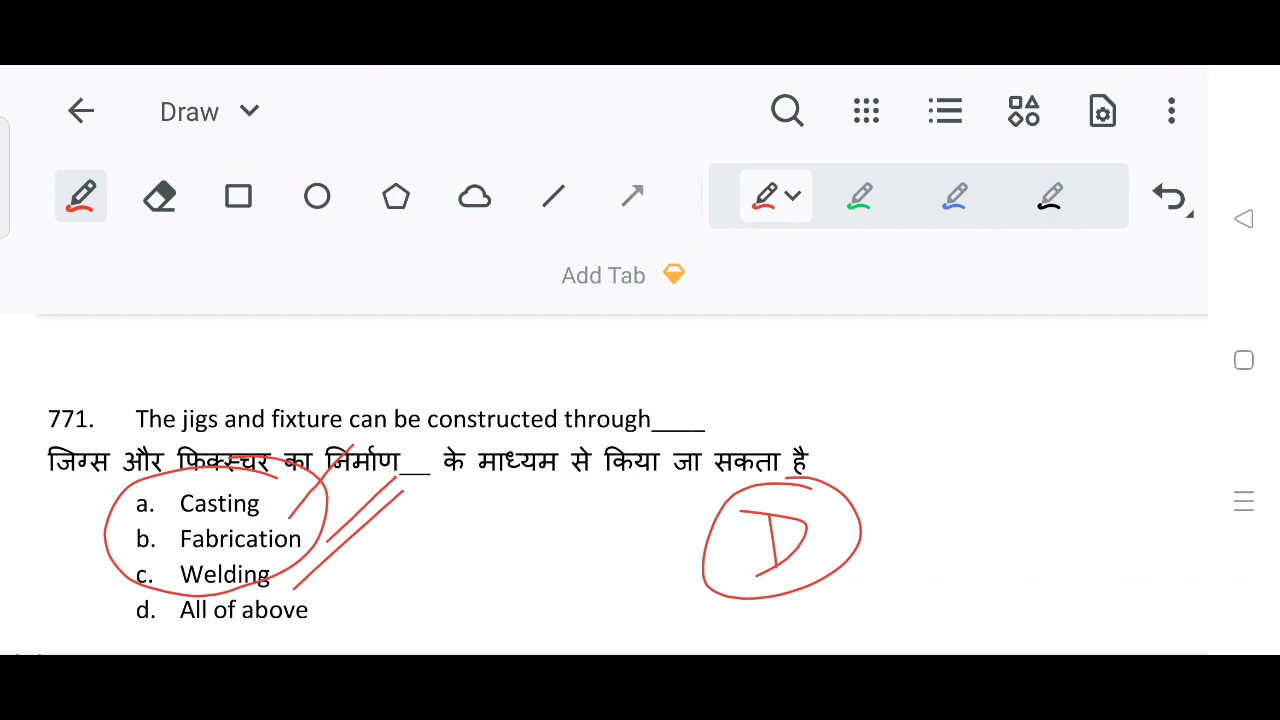 Draw
Add Tab
771. The jigs and fixture can be constructed through____
जिग्स और फिक्स्चर का निर्माण__ के माध्यम से किया जा सकता है
a. Casting
b. Fabrication
c. Welding
D
d. All of above